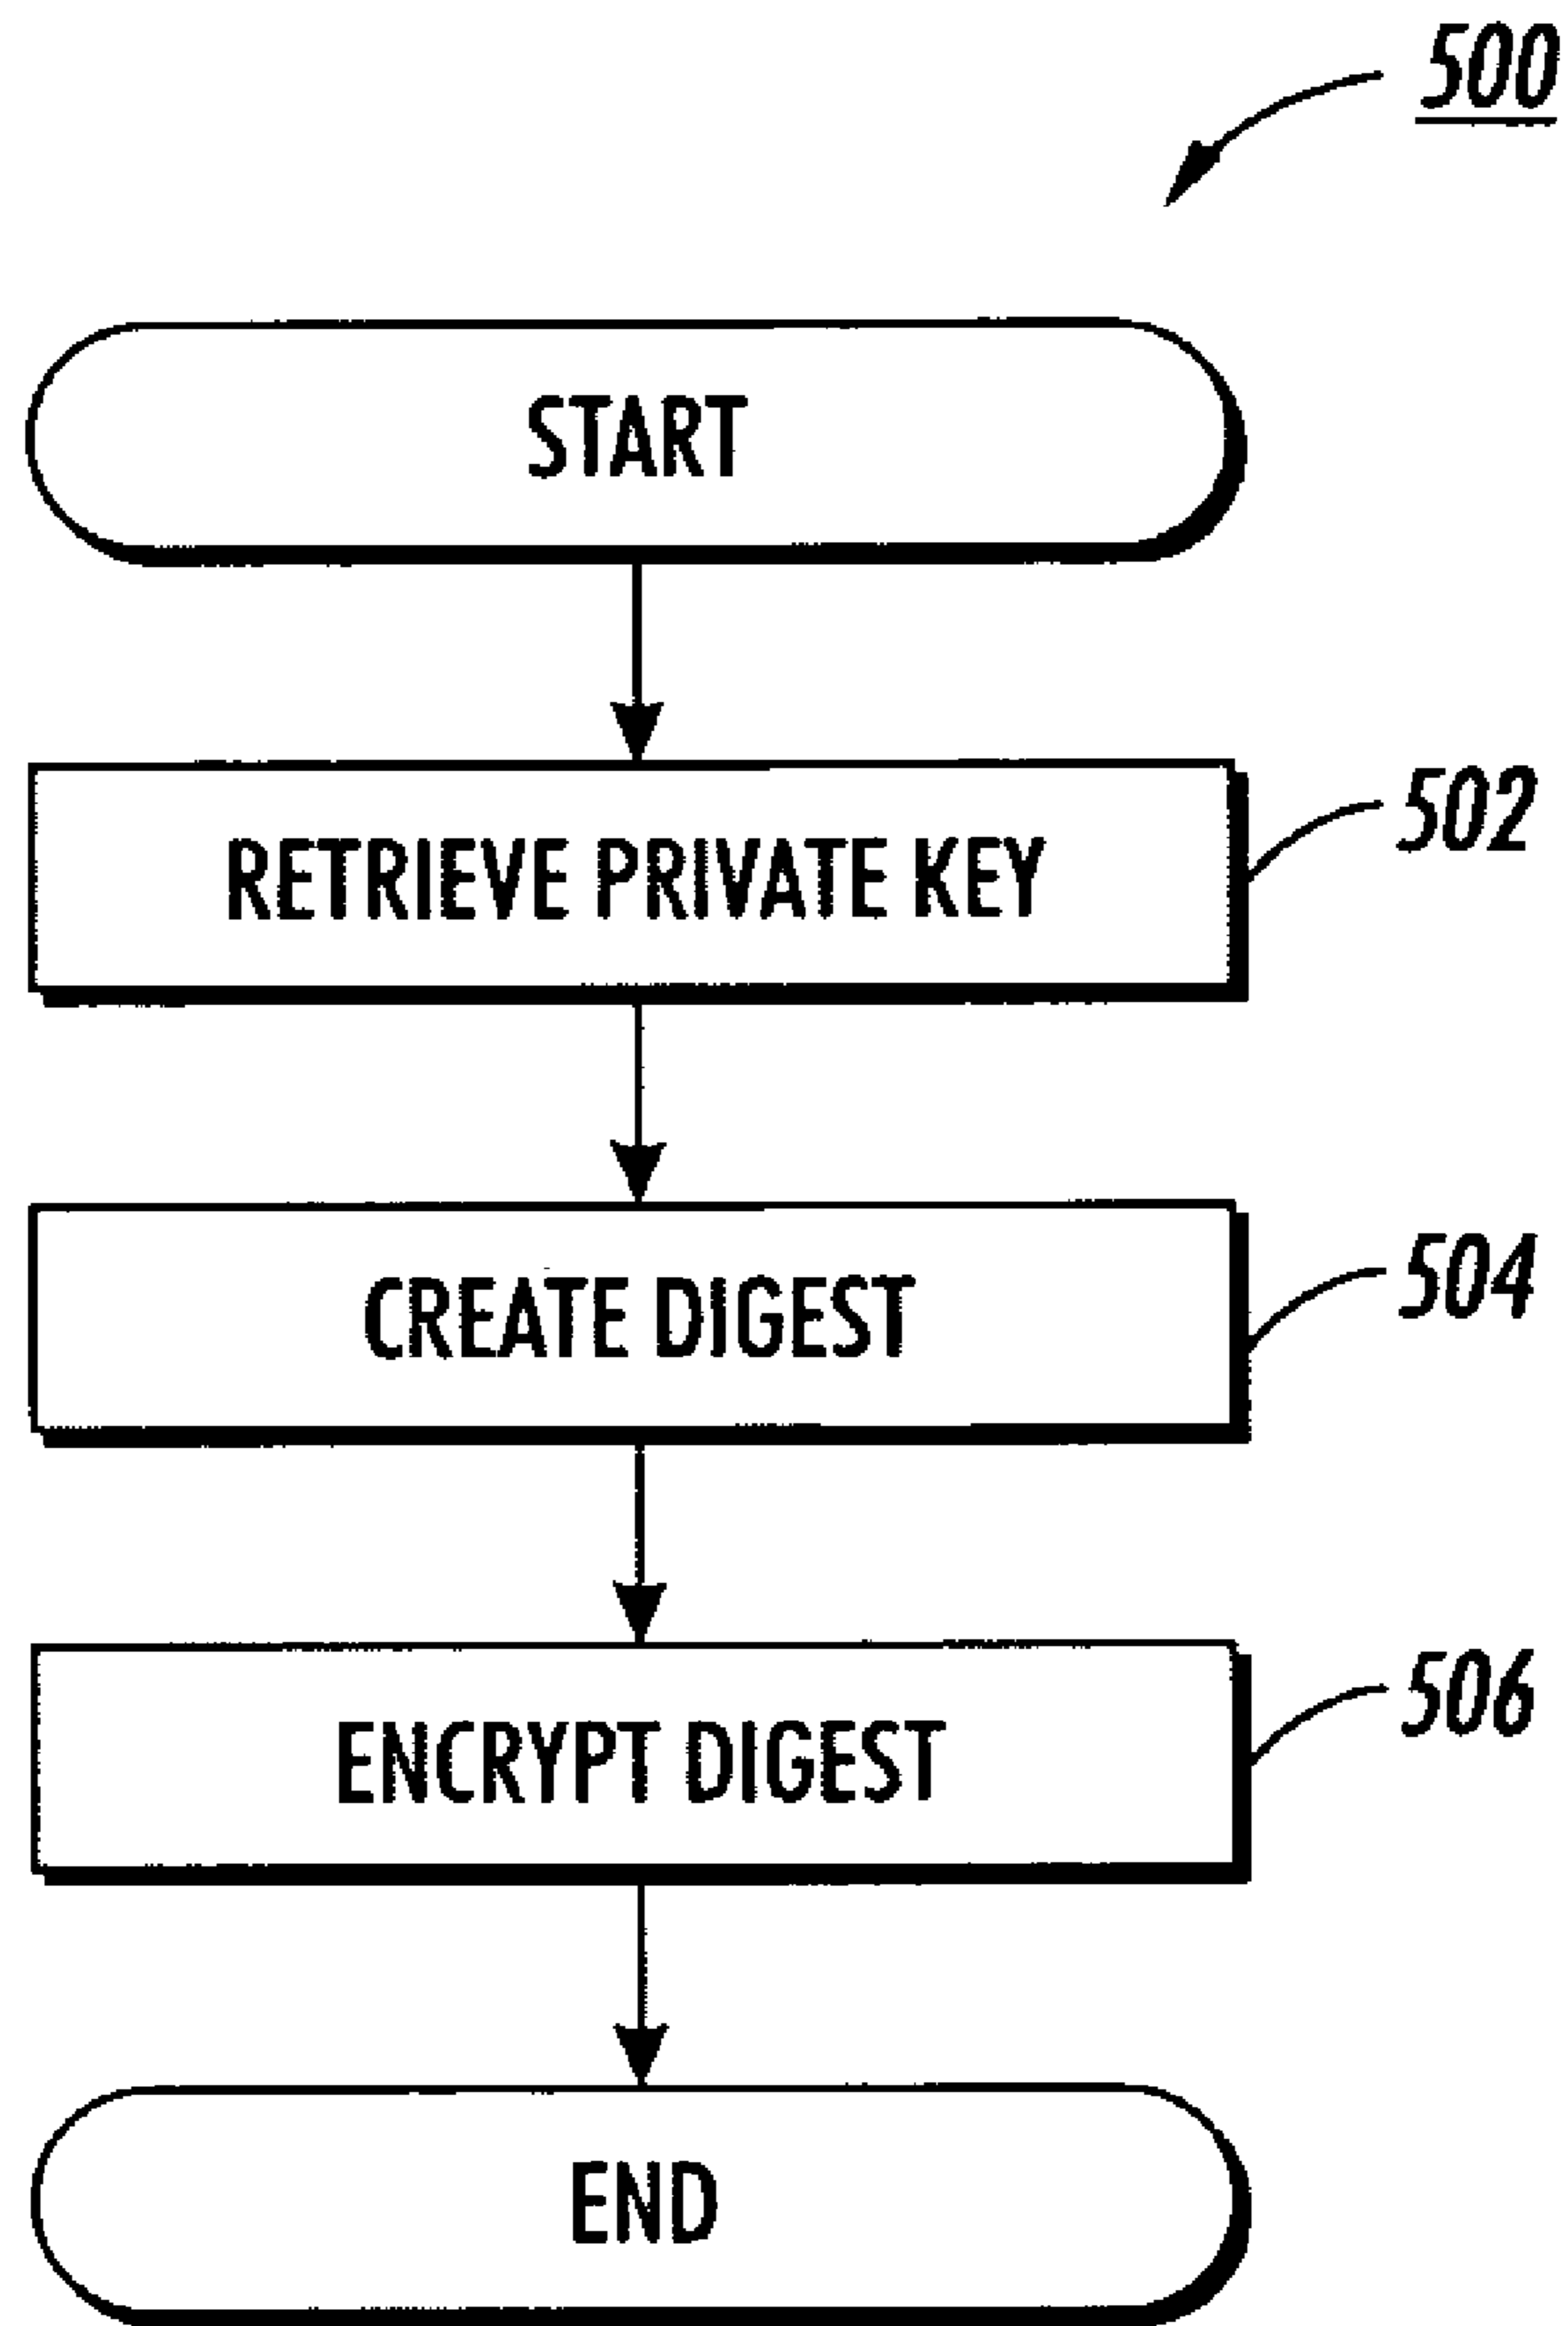 500
START
RETRIEVE PRIVATE KEY
502
CREATE DIGEST
504
ENCRYPT DIGEST
506
END